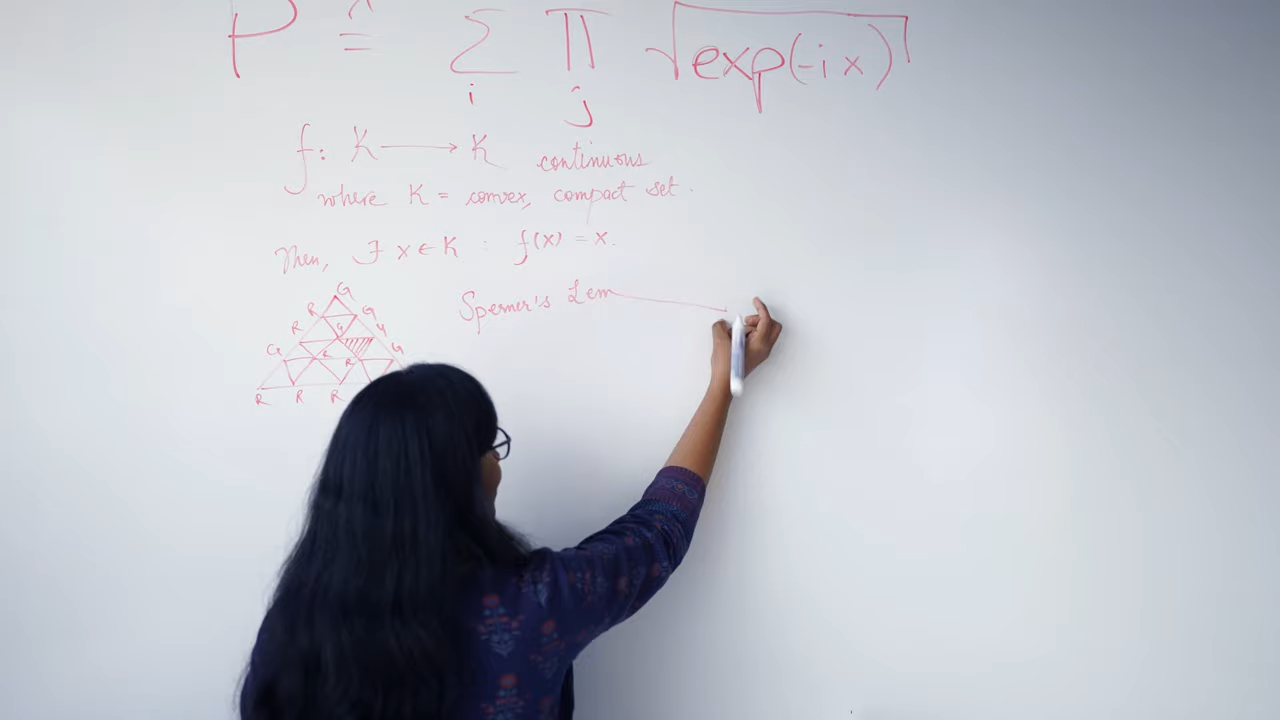 P ≙ Σ Π √exp(-ix)
i j
f: K ⟶ K continuous
where K = convex, compact set.
Then, ∃ x ∈ K : f(x) = x.
Sperner's Lem
G
R G
R G Y
G R R G
R R R